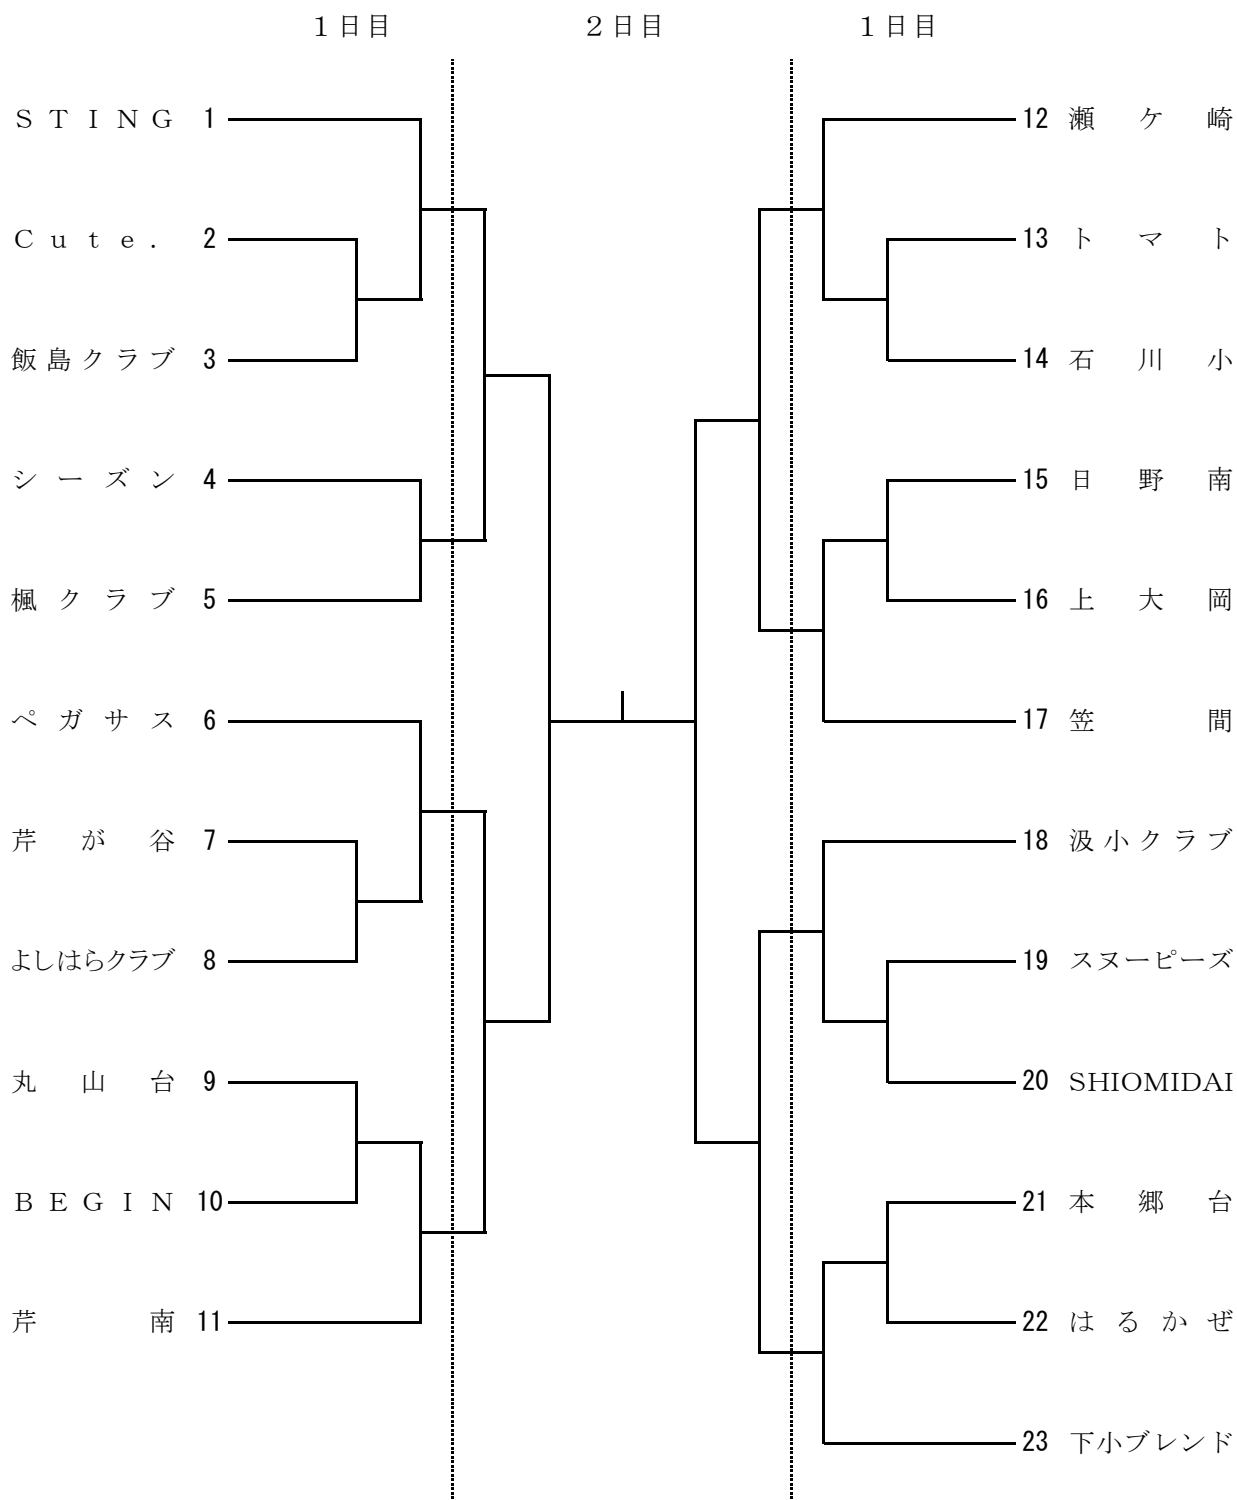 １日目 ２日目 １日目
ＳＴＩＮＧ 1
Ｃｕｔｅ． 2
飯島クラブ 3
シーズン 4
楓クラブ 5
ペガサス 6
芹が谷 7
よしはらクラブ 8
丸山台 9
ＢＥＧＩＮ 10
芹南 11
12 瀬ケ崎
13 トマト
14 石川小
15 日野南
16 上大岡
17 笠間
18 汲小クラブ
19 スヌーピーズ
20 SHIOMIDAI
21 本郷台
22 はるかぜ
23 下小ブレンド